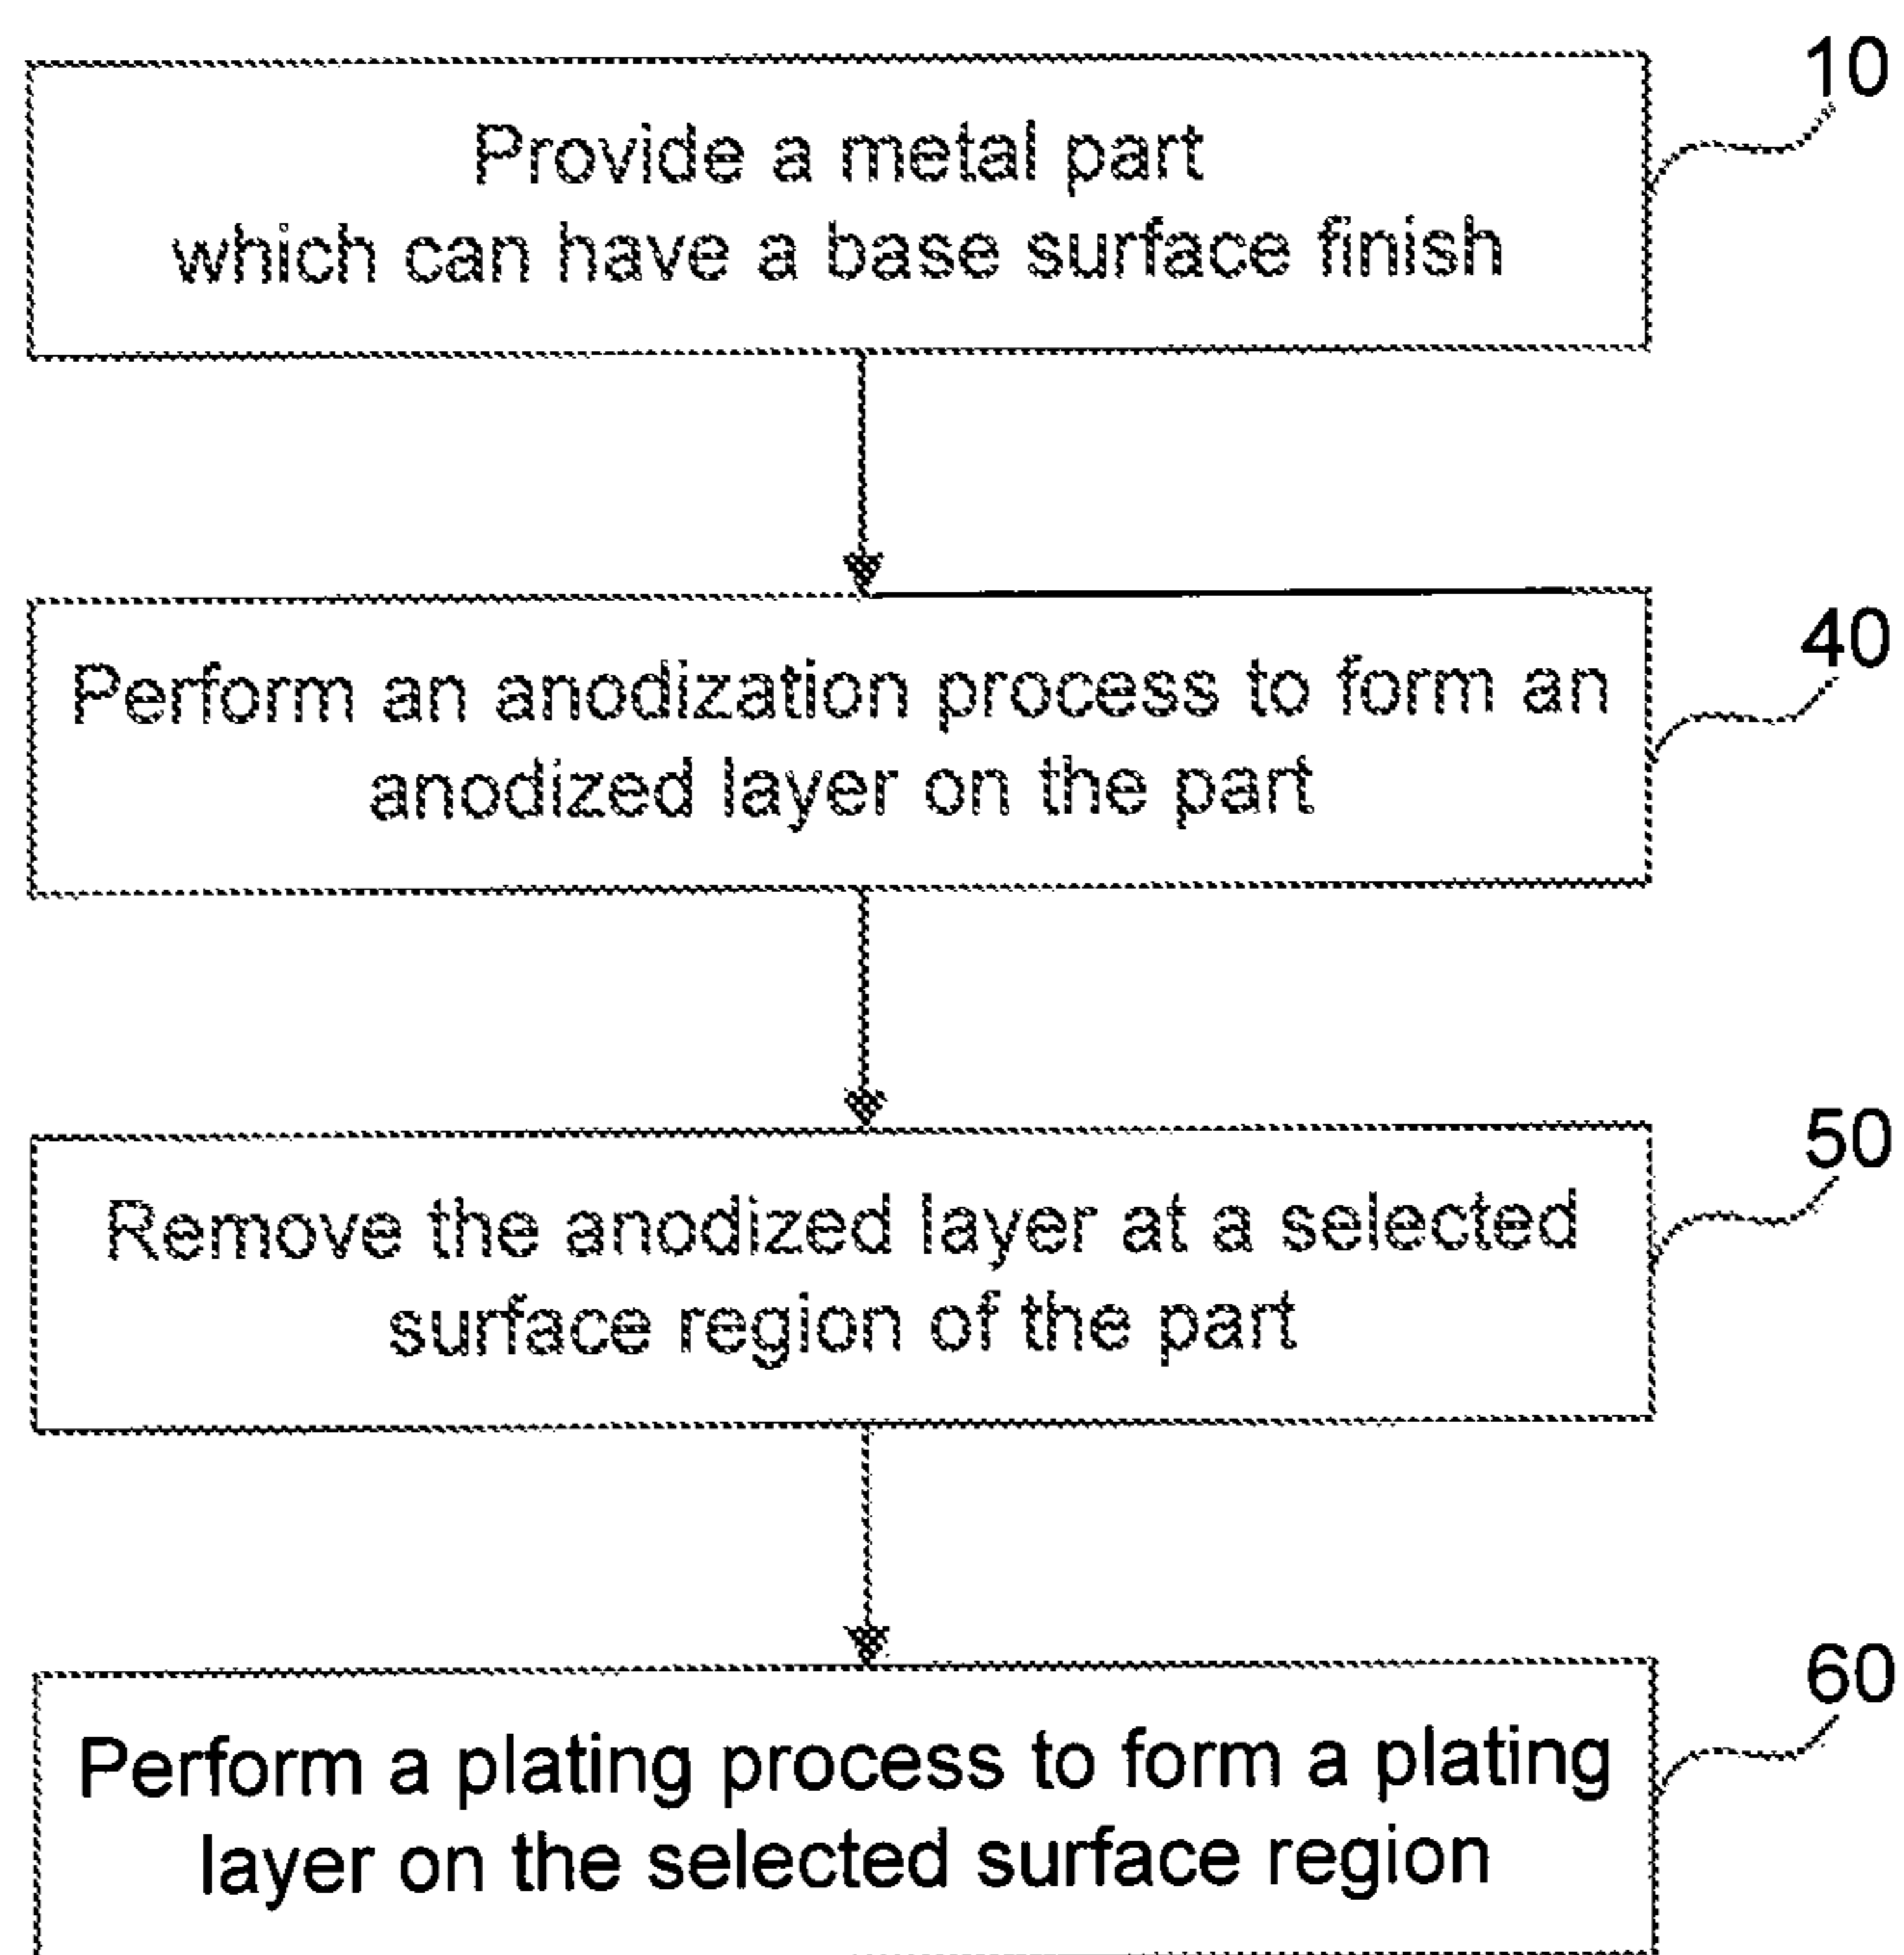 10
Provide a metal part
which can have a base surface finish
40
Perform an anodization process to form an
anodized layer on the part
50
Remove the anodized layer at a selected
surface region of the part
60
Perform a plating process to form a plating
layer on the selected surface region